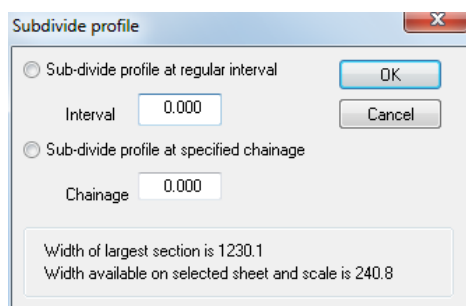 Subdivide profile
Sub-divide profile at regular interval
OK
Interval 0.000
Cancel
Sub-divide profile at specified chainage
Chainage 0.000
Width of largest section is 1230.1
Width available on selected sheet and scale is 240.8